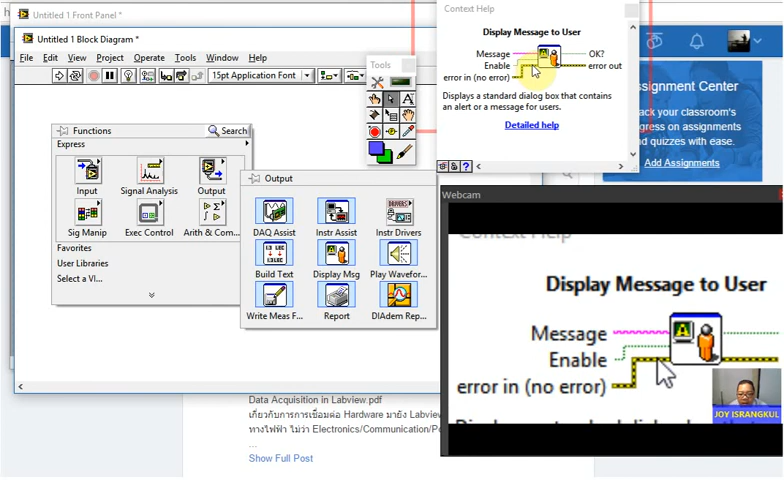 Untitled 1 Front Panel *
Untitled 1 Block Diagram *
File Edit View Project Operate Tools Window Help
15pt Application Font
Functions
Search
Express
Input
Signal Analysis
Output
Sig Manip
Exec Control
Arith & Com...
Favorites
User Libraries
Select a VI...
Output
DAQ Assist
Instr Assist
Instr Drivers
Build Text
Display Msg
Play Wavefor...
Write Meas F...
Report
DIAdem Rep...
Tools
Context Help
Display Message to User
Message
OK?
Enable
error in (no error)
error out
Displays a standard dialog box that contains
an alert or a message for users.
Detailed help
ssignment Center
ack your classroom's
gress on assignments
nd quizzes with ease.
Add Assignments
Webcam
Context Help
Display Message to User
Message
Enable
error in (no error)
JOY ISRANGKUL
Data Acquisition in Labview.pdf
เกี่ยวกับการการเชื่อมต่อ Hardware มายัง Labview
ทางไฟฟ้า ไม่ว่า Electronics/Communication/Po
...
Show Full Post